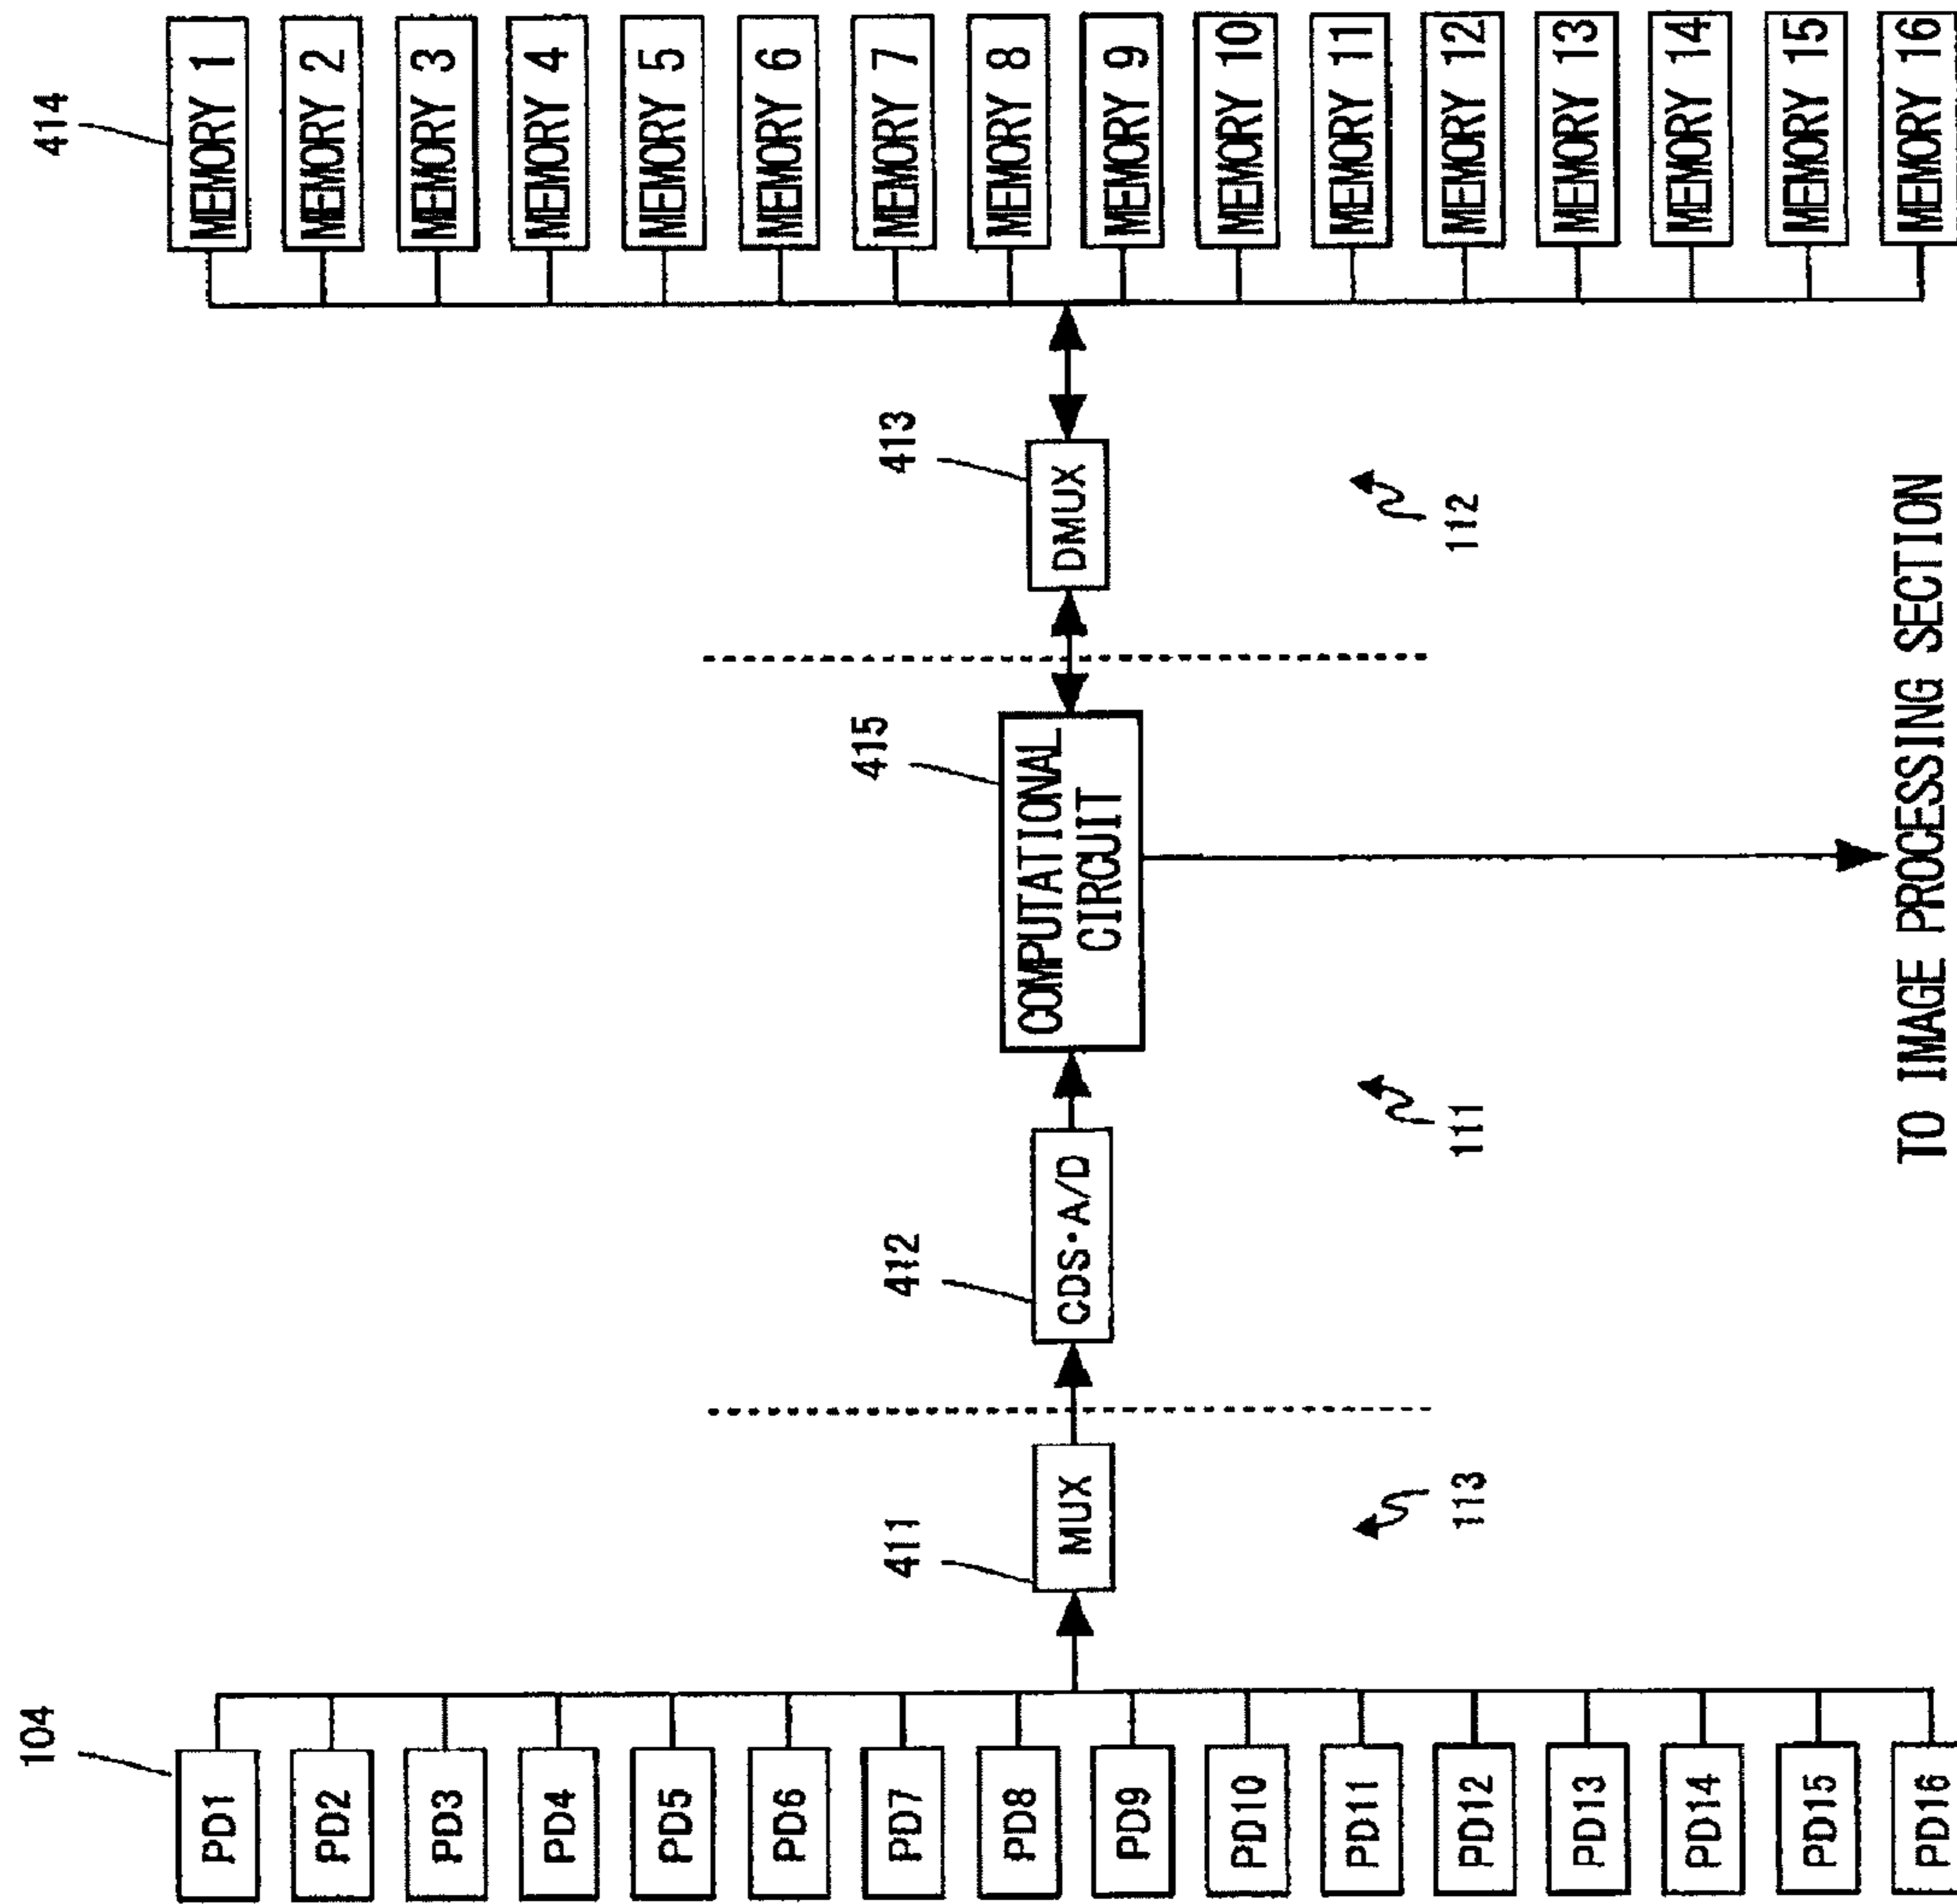 104
PD1
PD2
PD3
PD4
PD5
PD6
PD7
PD8
PD9
PD10
PD11
PD12
PD13
PD14
PD15
PD16
411
MUX
113
412
CDS·A/D
111
415
COMPUTATIONAL
CIRCUIT
TO IMAGE PROCESSING SECTION
413
DMUX
112
414
MEMORY 1
MEMORY 2
MEMORY 3
MEMORY 4
MEMORY 5
MEMORY 6
MEMORY 7
MEMORY 8
MEMORY 9
MEMORY 10
MEMORY 11
MEMORY 12
MEMORY 13
MEMORY 14
MEMORY 15
MEMORY 16